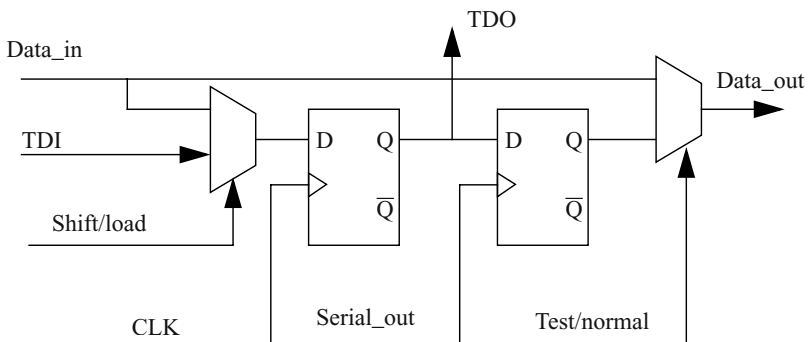 TDO
Data_in
Data_out
TDI
D Q
D Q
Q
Q
Shift/load
CLK
Serial_out
Test/normal